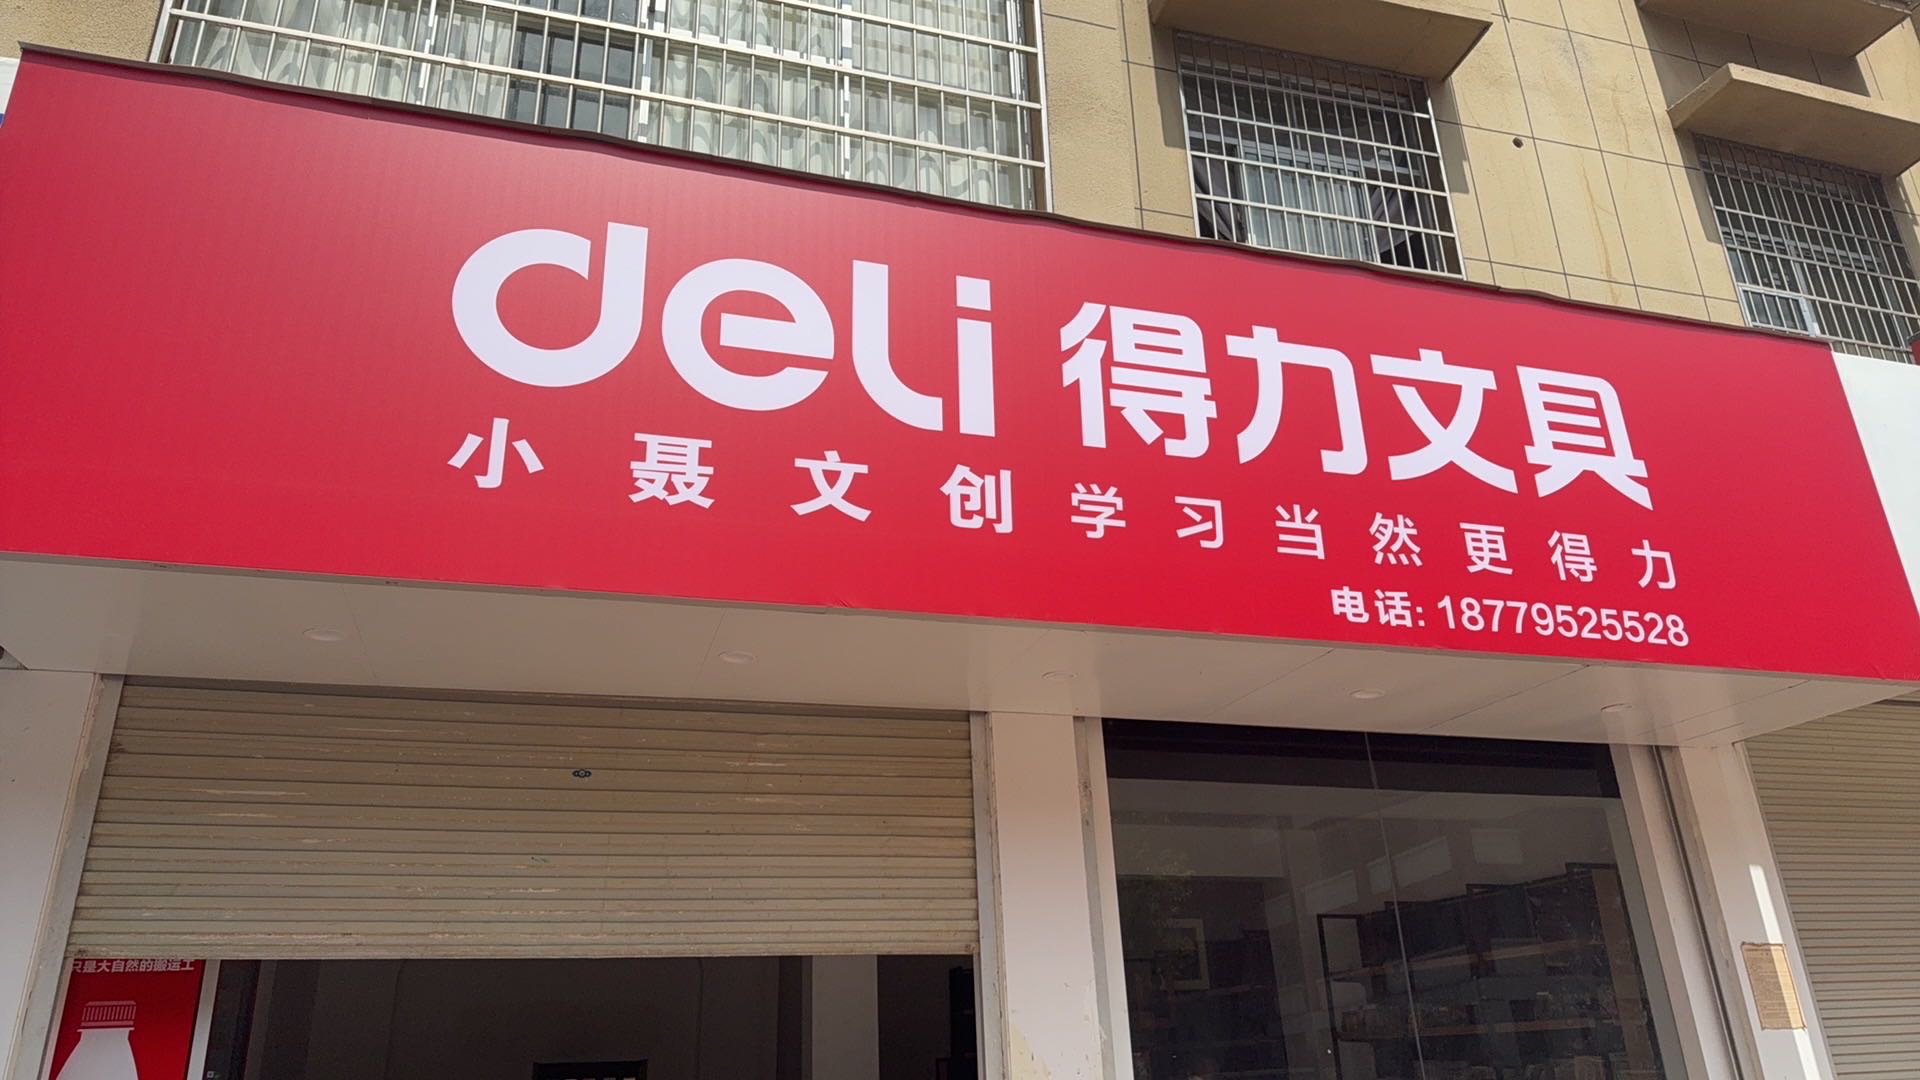 deli 得力文具
小聂文创学习当然更得力
电话: 18779525528
只是大自然的搬运工